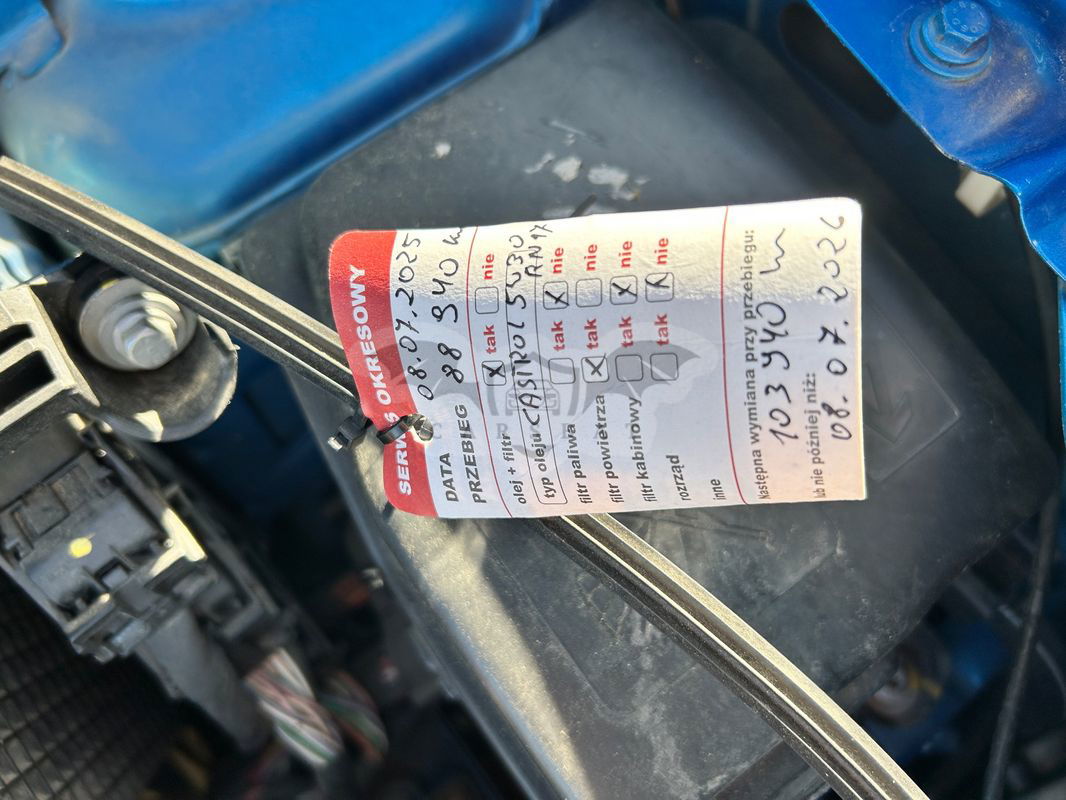 SERWIS OKRESOWY
DATA 08.07.2025
PRZEBIEG 88 940 km
olej + filtr X tak nie
typ oleju CASTROL 5W30 RN17
filtr paliwa tak X nie
filtr powietrza X tak nie
filtr kabinowy tak X nie
rozrząd tak X nie
inne
Następna wymiana przy przebiegu:
103 940 km
lub nie później niż:
08. 07. 2026